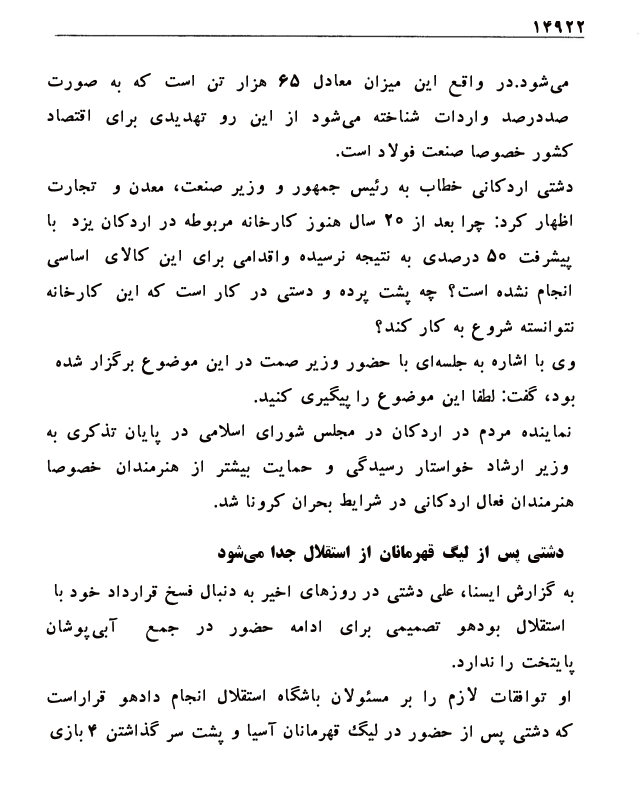 ۱۴۹۲۲
می‌شود.در واقع این میزان معادل ۶۵ هزار تن است که به صورت
صددرصد واردات شناخته می‌شود از این رو تهدیدی برای اقتصاد
کشور خصوصا صنعت فولاد است.
دشتی اردکانی خطاب به رئیس جمهور و وزیر صنعت، معدن و تجارت
اظهار کرد: چرا بعد از ۲۰ سال هنوز کارخانه مربوطه در اردکان یزد با
پیشرفت ۵۰ درصدی به نتیجه نرسیده واقدامی برای این کالای اساسی
انجام نشده است؟ چه پشت پرده و دستی در کار است که این کارخانه
نتوانسته شروع به کار کند؟
وی با اشاره به جلسه‌ای با حضور وزیر صمت در این موضوع برگزار شده
بود، گفت: لطفا این موضوع را پیگیری کنید.
نماینده مردم در اردکان در مجلس شورای اسلامی در پایان تذکری به
وزیر ارشاد خواستار رسیدگی و حمایت بیشتر از هنرمندان خصوصا
هنرمندان فعال اردکانی در شرایط بحران کرونا شد.
دشتی پس از لیگ قهرمانان از استقلال جدا می‌شود
به گزارش ایسنا، علی دشتی در روزهای اخیر به دنبال فسخ قرارداد خود با
استقلال بودهو تصمیمی برای ادامه حضور در جمع آبی‌پوشان
پایتخت را ندارد.
او توافقات لازم را بر مسئولان باشگاه استقلال انجام دادهو قراراست
که دشتی پس از حضور در لیگ قهرمانان آسیا و پشت سر گذاشتن ۴ بازی